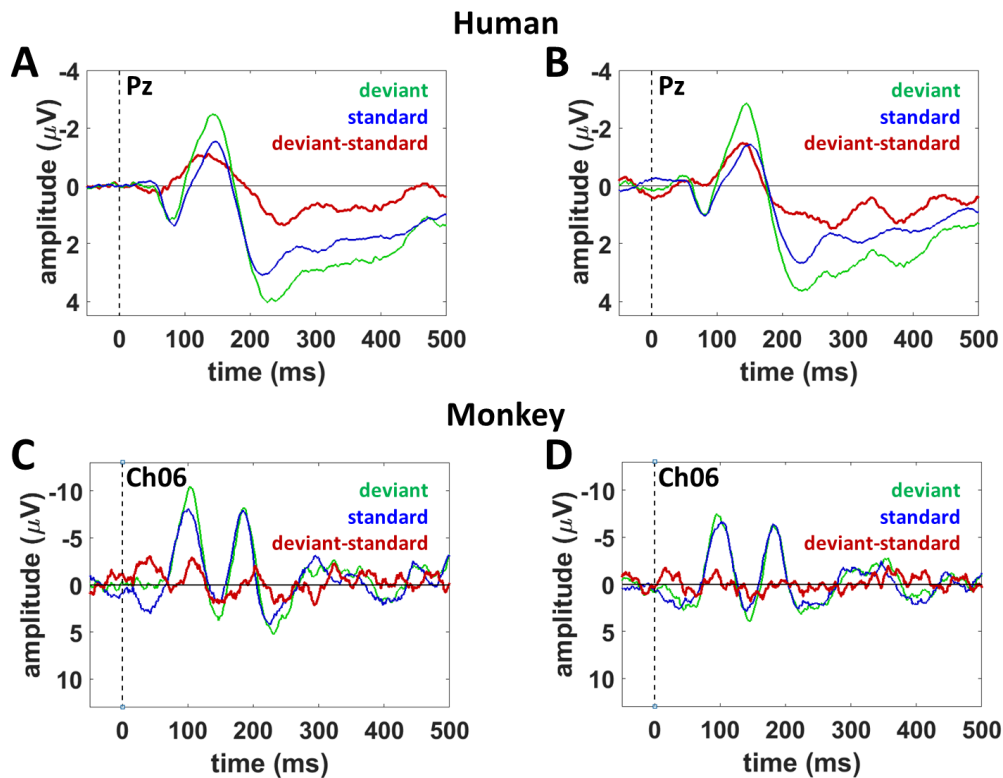 Human
A
Pz
deviant
standard
deviant-standard
-4
-2
0
2
4
amplitude (μV)
0 100 200 300 400 500
time (ms)
B
Pz
deviant
standard
deviant-standard
-4
-2
0
2
4
amplitude (μV)
0 100 200 300 400 500
time (ms)
Monkey
C
Ch06
deviant
standard
deviant-standard
-10
-5
0
5
10
amplitude (μV)
0 100 200 300 400 500
time (ms)
D
Ch06
deviant
standard
deviant-standard
-10
-5
0
5
10
amplitude (μV)
0 100 200 300 400 500
time (ms)